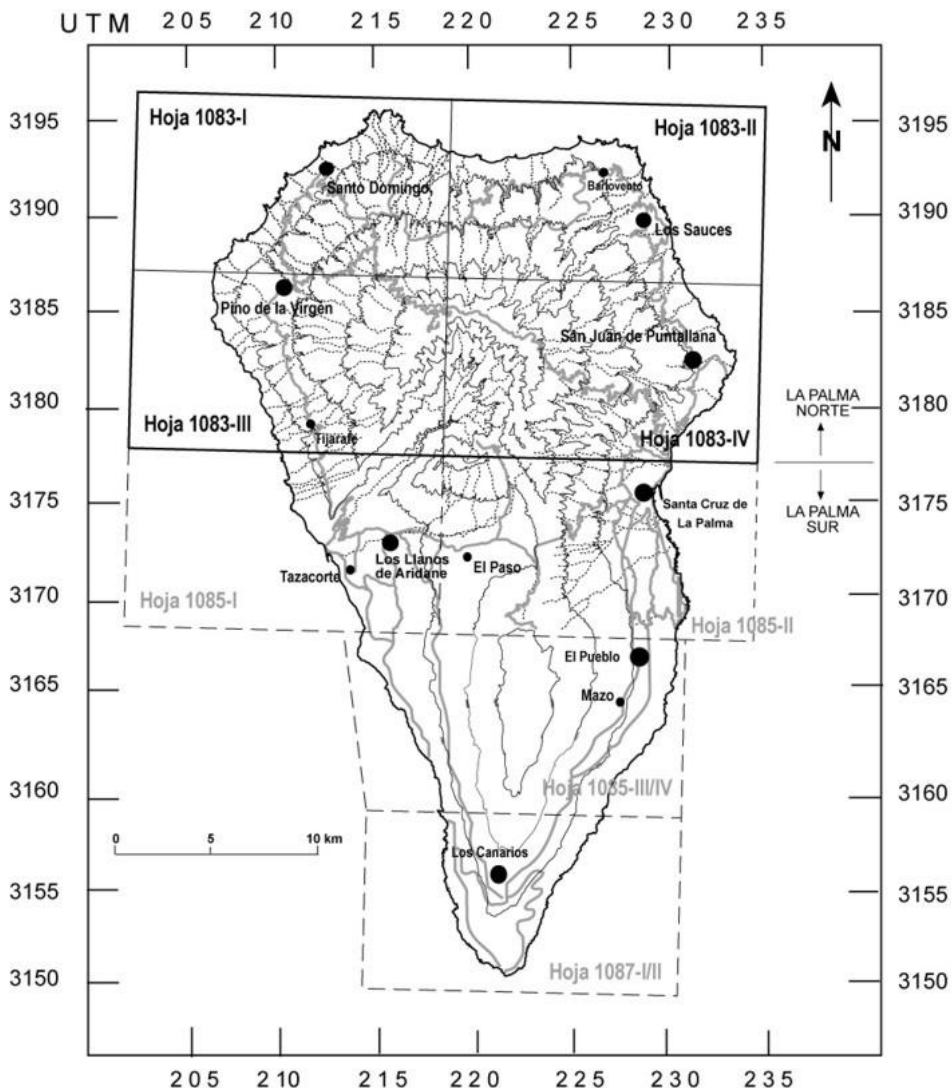 UTM
205 210 215 220 225 230 235
3195
3190
3185
3180
3175
3170
3165
3160
3155
3150
Hoja 1083-I
Hoja 1083-II
N
Santo Domingo
Barlovento
Los Sauces
Pino de la Virgen
San Juan de Puntallana
Hoja 1083-III
Tijarafe
Hoja 1083-IV
LA PALMA
NORTE
LA PALMA
SUR
Santa Cruz de
La Palma
Los Llanos
de Aridane
El Paso
Tazacorte
Hoja 1085-I
Hoja 1085-II
El Pueblo
Mazo
Hoja 1085-III/IV
0 5 10 km
Los Canarios
Hoja 1087-I/II
3195
3190
3185
3180
3175
3170
3165
3160
3155
3150
205 210 215 220 225 230 235